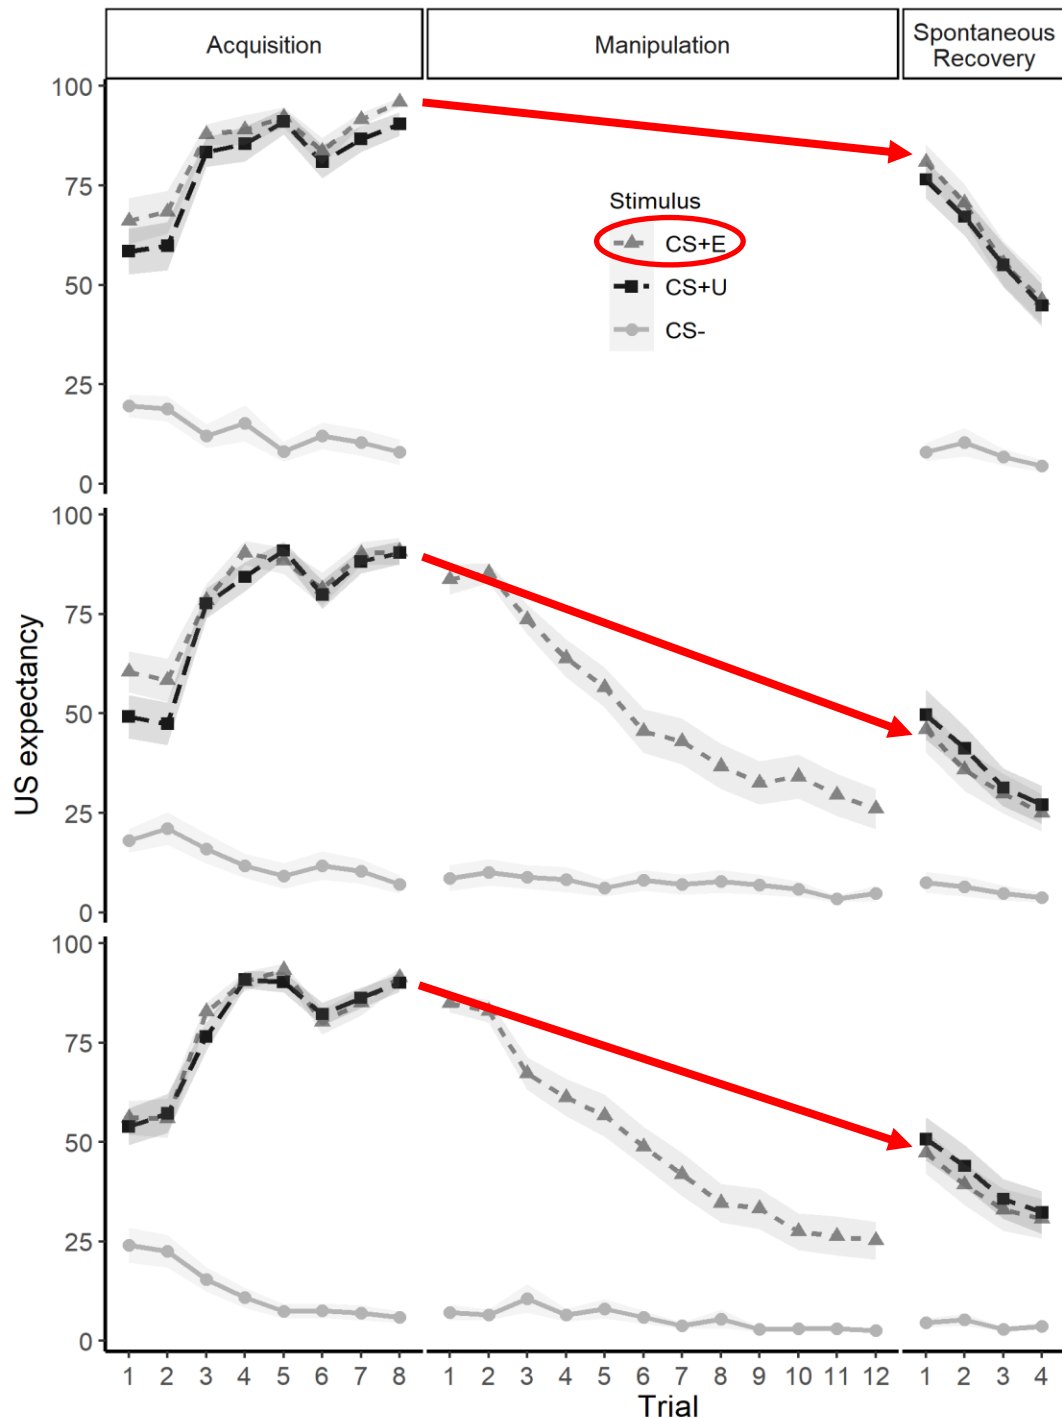 Acquisition
Manipulation
Spontaneous
Recovery
100
75
50
25
0
Stimulus
CS+E
CS+U
CS-
100
75
50
25
0
US expectancy
100
75
50
25
0
1 2 3 4 5 6 7 8 1 2 3 4 5 6 7 8 9 10 11 12 1 2 3 4
Trial